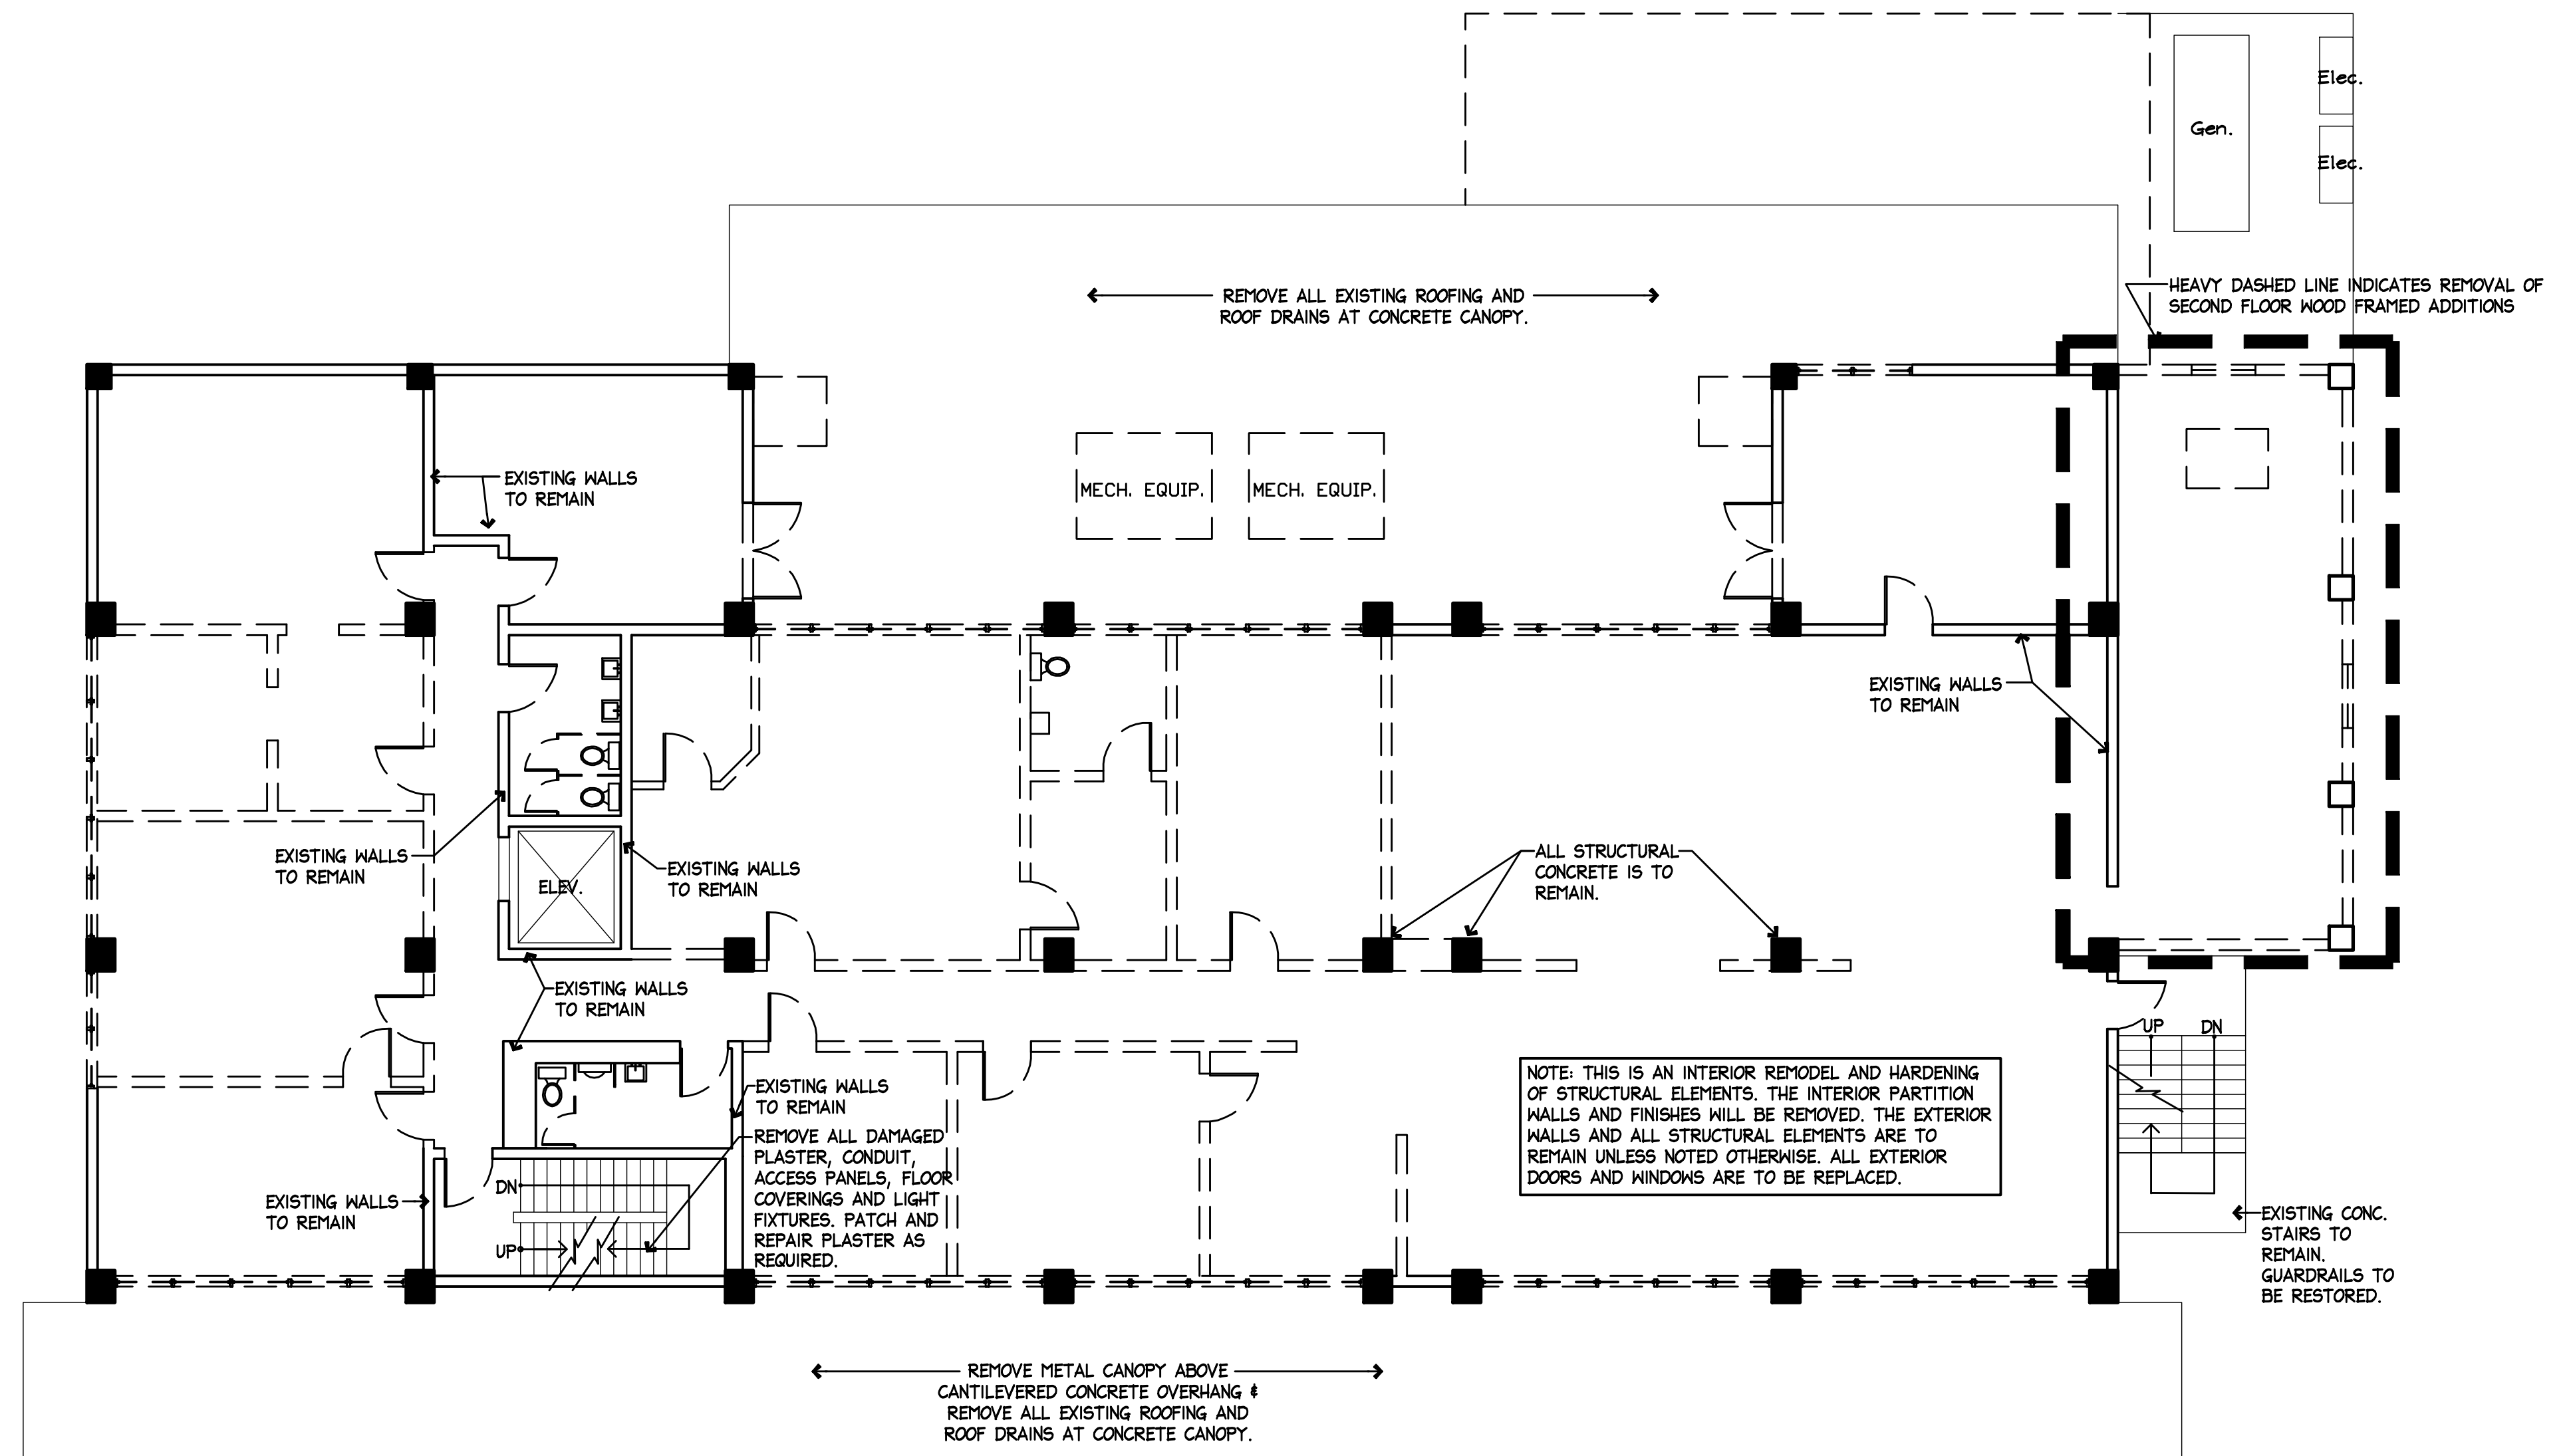 Elec.
Gen.
Elec.
HEAVY DASHED LINE INDICATES REMOVAL OF
SECOND FLOOR WOOD FRAMED ADDITIONS
REMOVE ALL EXISTING ROOFING AND
ROOF DRAINS AT CONCRETE CANOPY.
EXISTING WALLS
TO REMAIN
MECH. EQUIP.
MECH. EQUIP.
EXISTING WALLS
TO REMAIN
EXISTING WALLS
TO REMAIN
ELEV.
EXISTING WALLS
TO REMAIN
ALL STRUCTURAL
CONCRETE IS TO
REMAIN.
EXISTING WALLS
TO REMAIN
UP
DN
EXISTING WALLS
TO REMAIN
REMOVE ALL DAMAGED
PLASTER, CONDUIT,
ACCESS PANELS, FLOOR
COVERINGS AND LIGHT
FIXTURES. PATCH AND
REPAIR PLASTER AS
REQUIRED.
NOTE: THIS IS AN INTERIOR REMODEL AND HARDENING
OF STRUCTURAL ELEMENTS. THE INTERIOR PARTITION
WALLS AND FINISHES WILL BE REMOVED. THE EXTERIOR
WALLS AND ALL STRUCTURAL ELEMENTS ARE TO
REMAIN UNLESS NOTED OTHERWISE. ALL EXTERIOR
DOORS AND WINDOWS ARE TO BE REPLACED.
DN
UP
EXISTING WALLS
TO REMAIN
EXISTING CONC.
STAIRS TO
REMAIN.
GUARDRAILS TO
BE RESTORED.
REMOVE METAL CANOPY ABOVE
CANTILEVERED CONCRETE OVERHANG &
REMOVE ALL EXISTING ROOFING AND
ROOF DRAINS AT CONCRETE CANOPY.